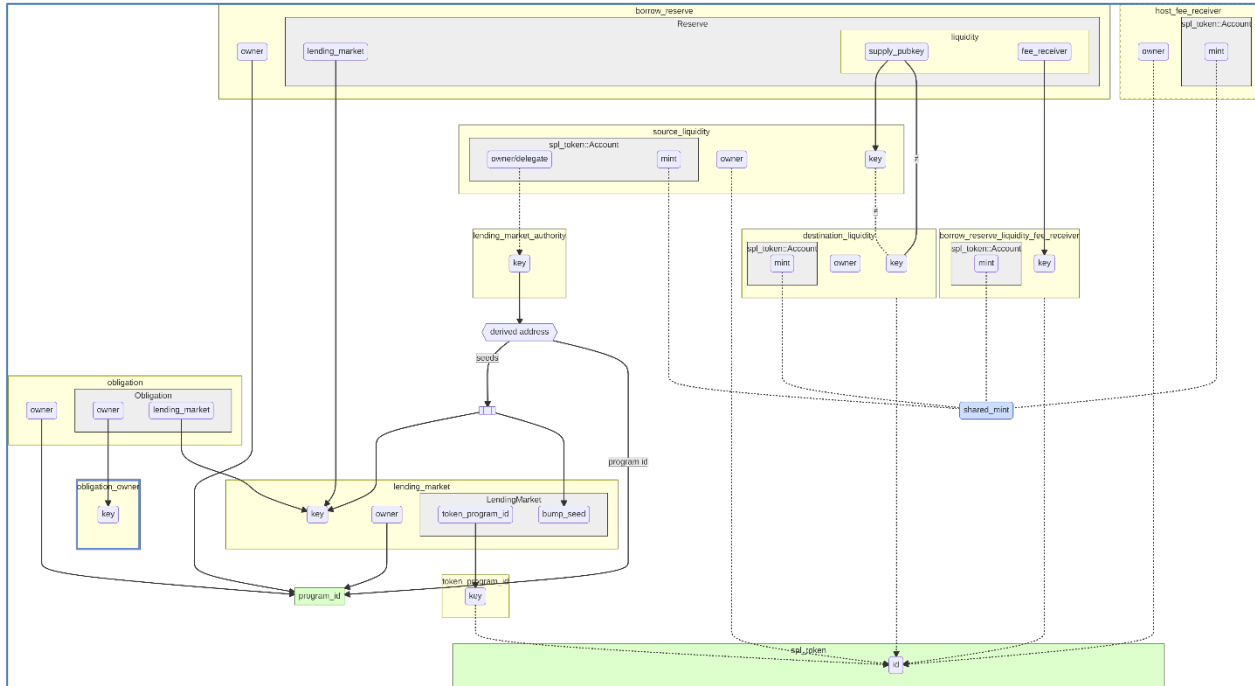 borrow_reserve
host_fee_receiver
Reserve
spl_token::Account
liquidity
owner
lending_market
supply_pubkey
fee_receiver
owner
mint
source_liquidity
spl_token::Account
owner/delegate
mint
owner
key
≠
≠
lending_market_authority
destination_liquidity
borrow_reserve_liquidity_fee_receiver
spl_token::Account
spl_token::Account
key
mint
owner
key
mint
key
derived address
seeds
obligation
Obligation
owner
owner
lending_market
shared_mint
program id
obligation_owner
lending_market
LendingMarket
key
key
owner
token_program_id
bump_seed
token_program_id
program_id
key
spl_token
id